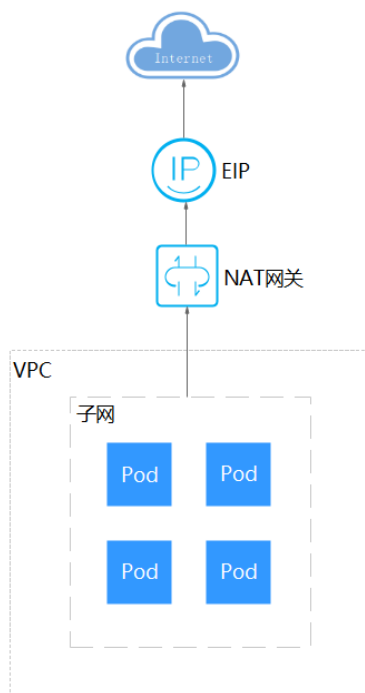 Internet
IP
EIP
NAT网关
VPC
子网
Pod Pod
Pod Pod